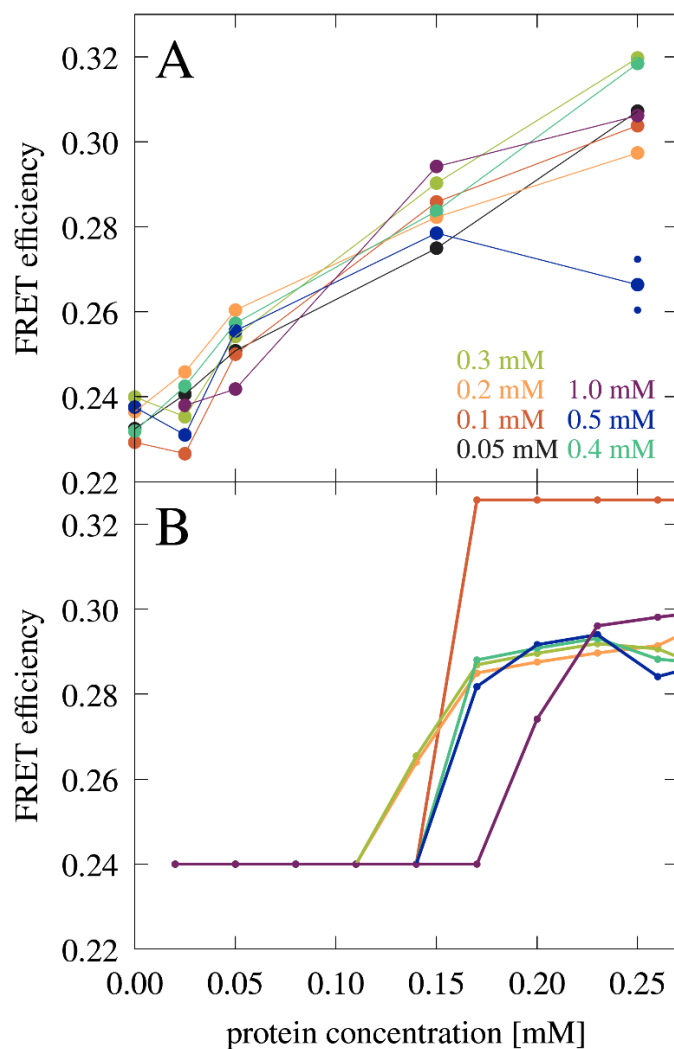 A
FRET efficiency
0.32
0.30
0.28
0.26
0.24
0.22
0.3 mM
0.2 mM 1.0 mM
0.1 mM 0.5 mM
0.05 mM 0.4 mM
B
FRET efficiency
0.32
0.30
0.28
0.26
0.24
0.22
0.00 0.05 0.10 0.15 0.20 0.25
protein concentration [mM]